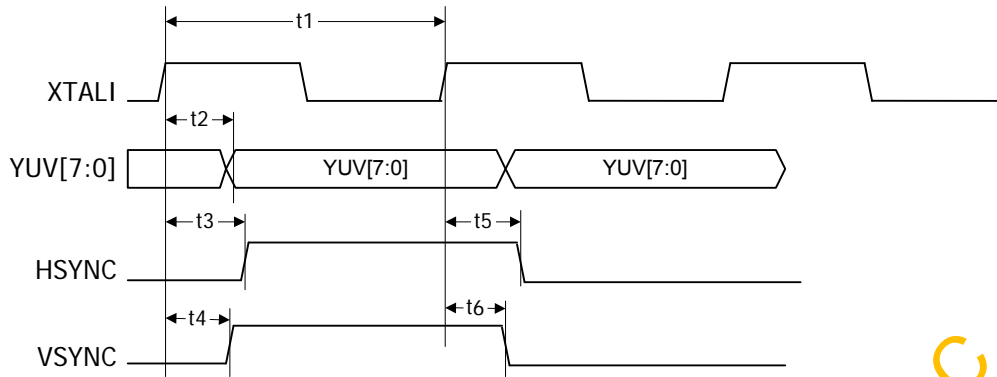 t1
XTALI
t2
YUV[7:0] YUV[7:0] YUV[7:0]
t3 t5
HSYNC
t4 t6
VSYNC